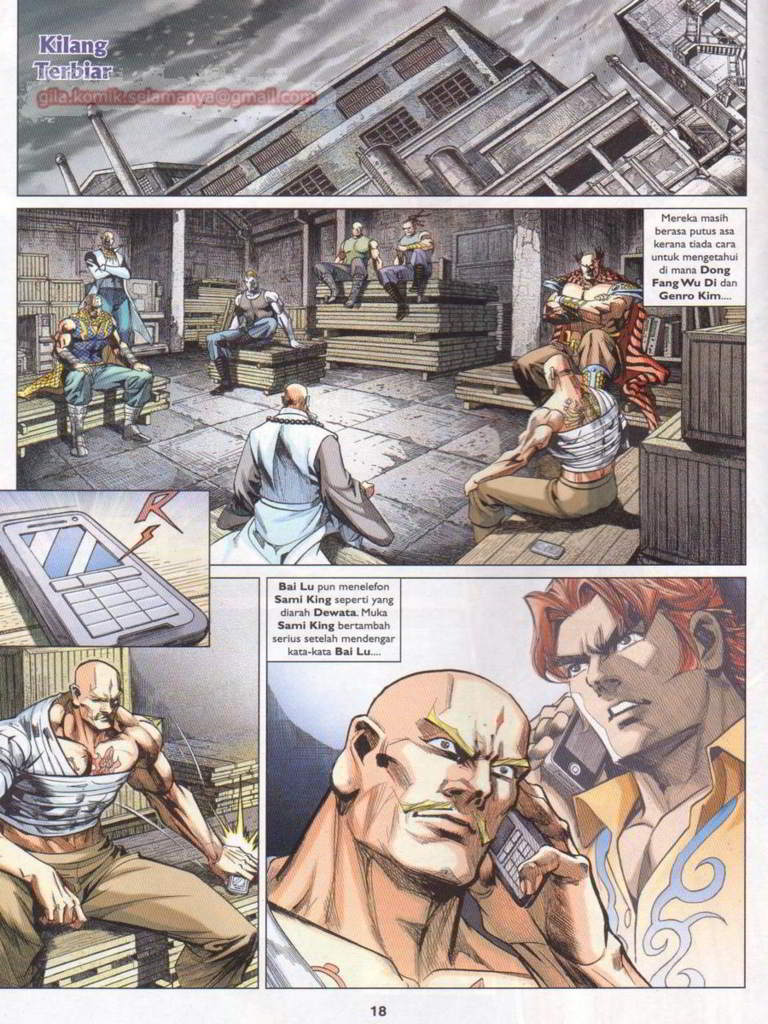 Kilang
Terbiar
gila.komik.selamanya@gmail.com
Mereka masih
berasa putus asa
kerana tiada cara
untuk mengetahui
di mana Dong
Fang Wu Di dan
Genro Kim....
R
Bai Lu pun menelefon
Sami King seperti yang
diarah Dewata. Muka
Sami King bertambah
serius setelah mendengar
kata-kata Bai Lu....
18